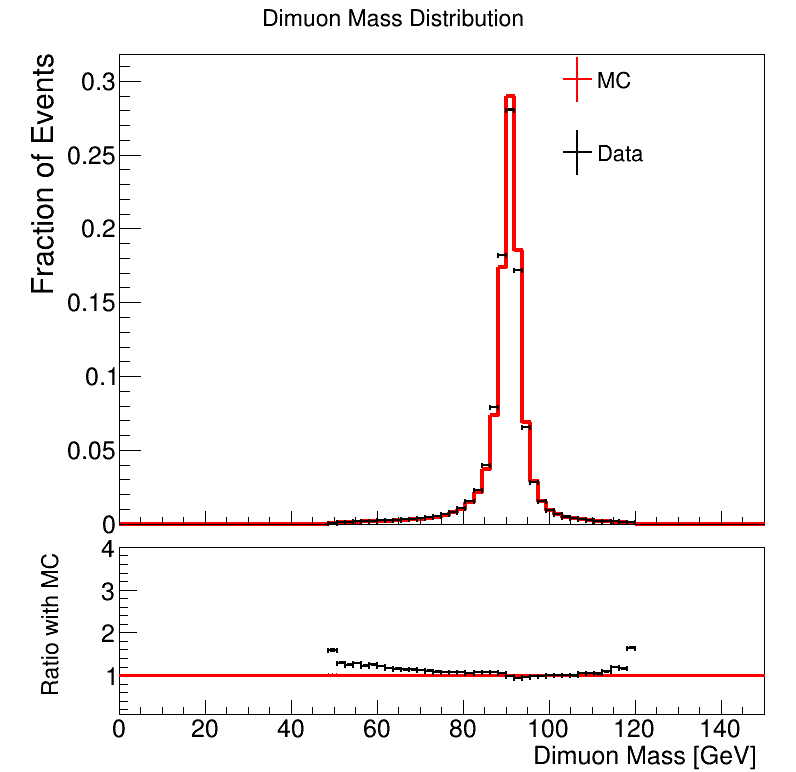 Dimuon Mass Distribution
Fraction of Events
0.3
0.25
0.2
0.15
0.1
0.05
0
MC
Data
Ratio with MC
4
3
2
1
0 20 40 60 80 100 120 140
Dimuon Mass [GeV]